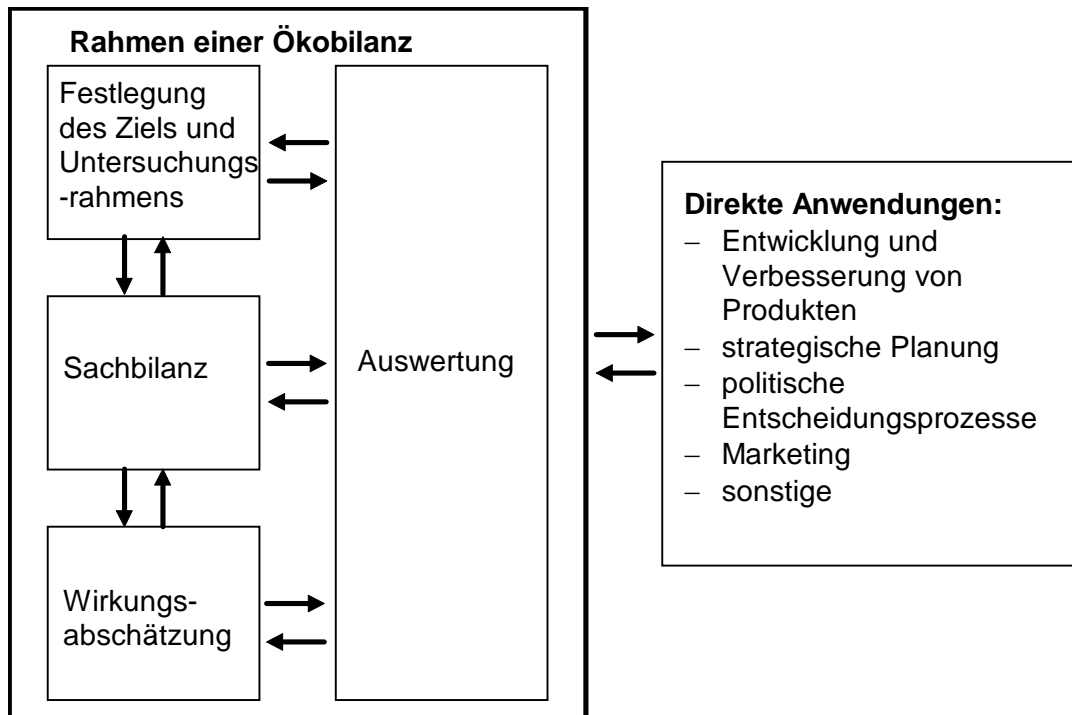 Rahmen einer Ökobilanz
Festlegung
des Ziels und
Untersuchungs
-rahmens
Sachbilanz
Wirkungs-
abschätzung
Auswertung
Direkte Anwendungen:
– Entwicklung und
Verbesserung von
Produkten
– strategische Planung
– politische
Entscheidungsprozesse
– Marketing
– sonstige